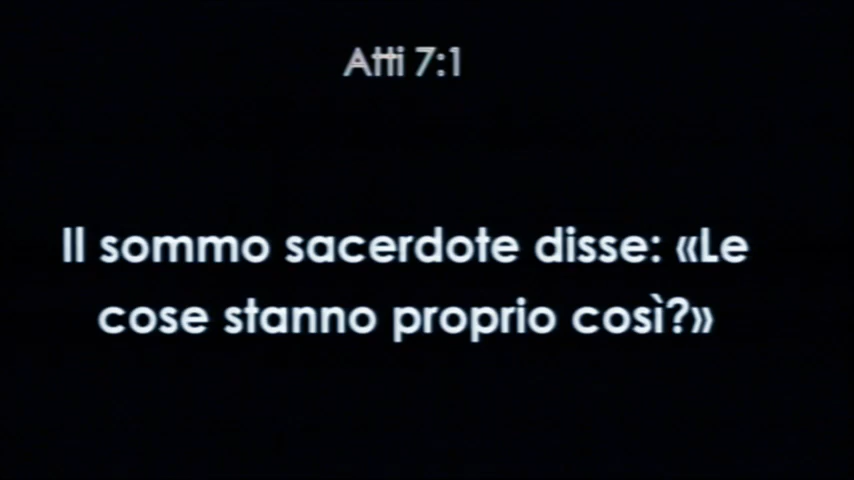 Atti 7:1
Il sommo sacerdote disse: «Le
cose stanno proprio così?»